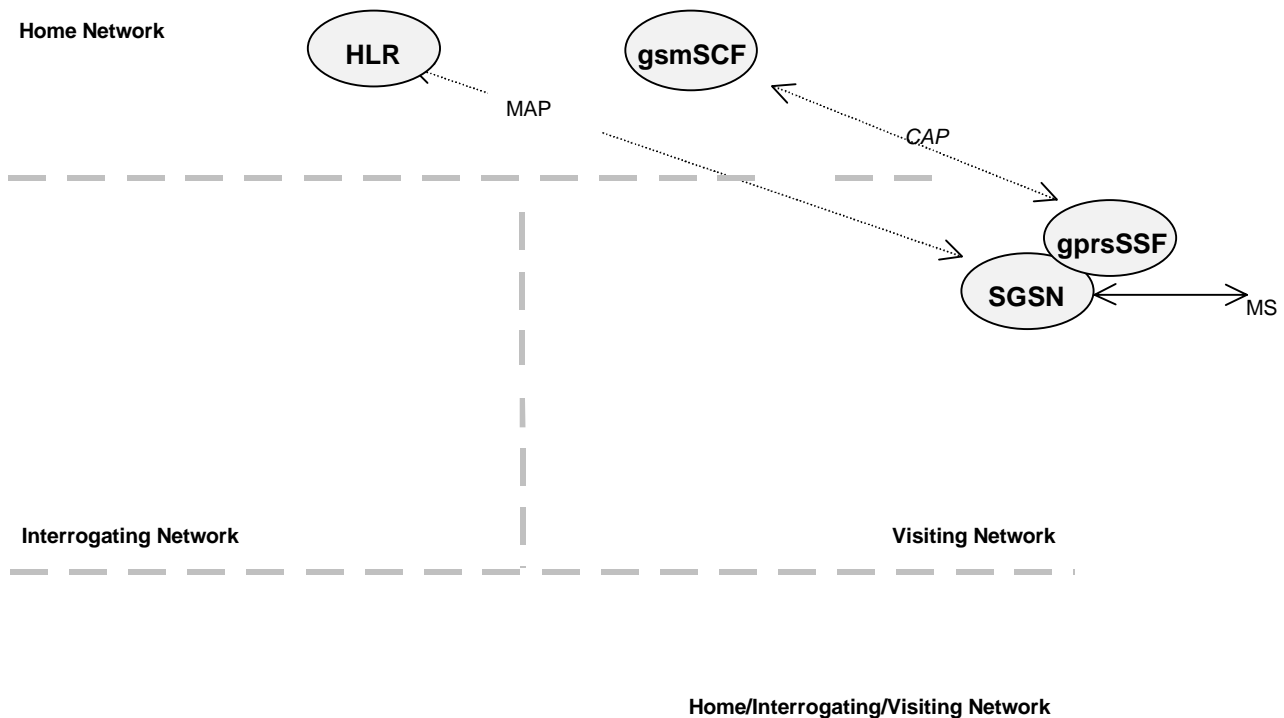 Home Network
HLR
gsmSCF
MAP
CAP
gprsSSF
SGSN
MS
Interrogating Network
Visiting Network
Home/Interrogating/Visiting Network